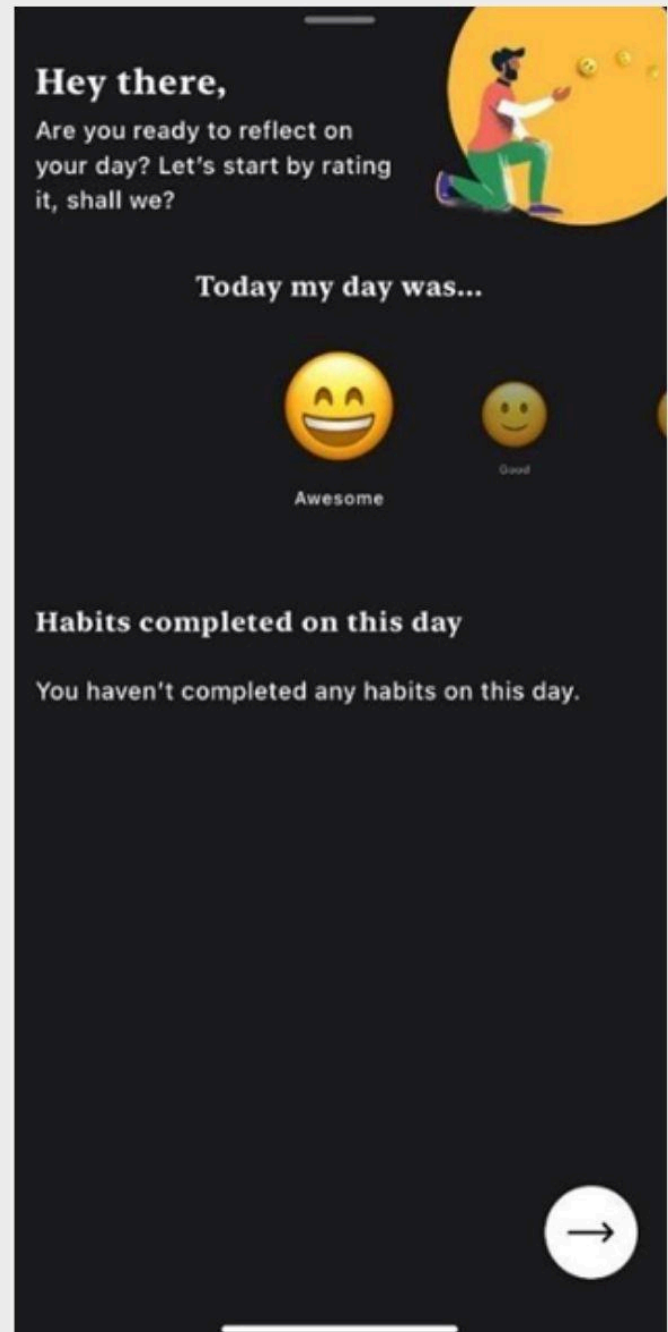 Hey there,
Are you ready to reflect on
your day? Let's start by rating
it, shall we?
Today my day was...
Good
Awesome
Habits completed on this day
You haven't completed any habits on this day.